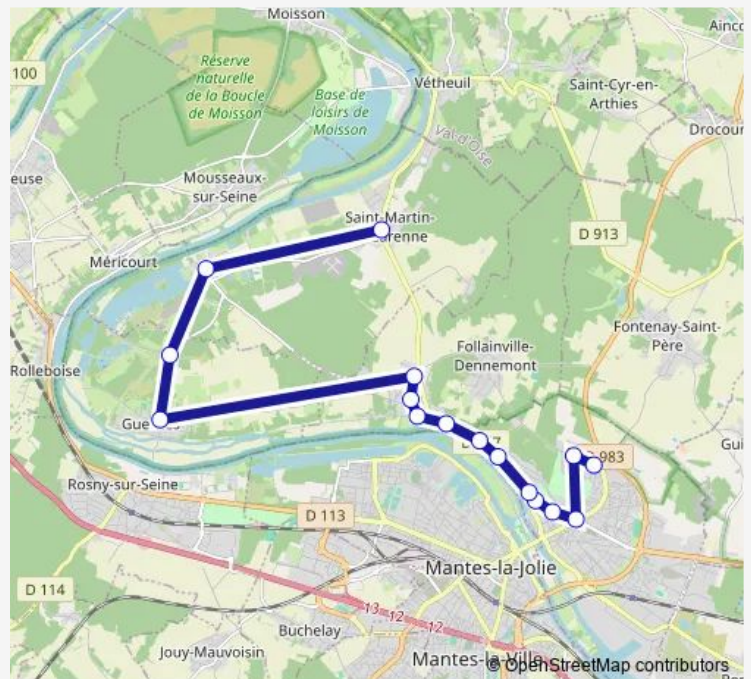 Moisson
Aincc
100
Réserve
naturelle
de la Boucle
de Moisson
Base de
loisirs de
Moisson
Vétheuil
Saint-Cyr-en-
Arthies
Val-d'Oise
Drocour
euse
Mousseaux-
sur-Seine
Saint-Martin-
arenne
D 913
Méricourt
Fontenay-Saint-
Père
Rolleboise
Follainville-
Dennemont
Gue
983
Gui
Rosny-sur-Seine
D 113
Mantes-la-Jolie
D 114
13
12
12
Buchelay
Jouy-Mauvoisin
Mantes-la-Ville
© OpenStreetMap contributors